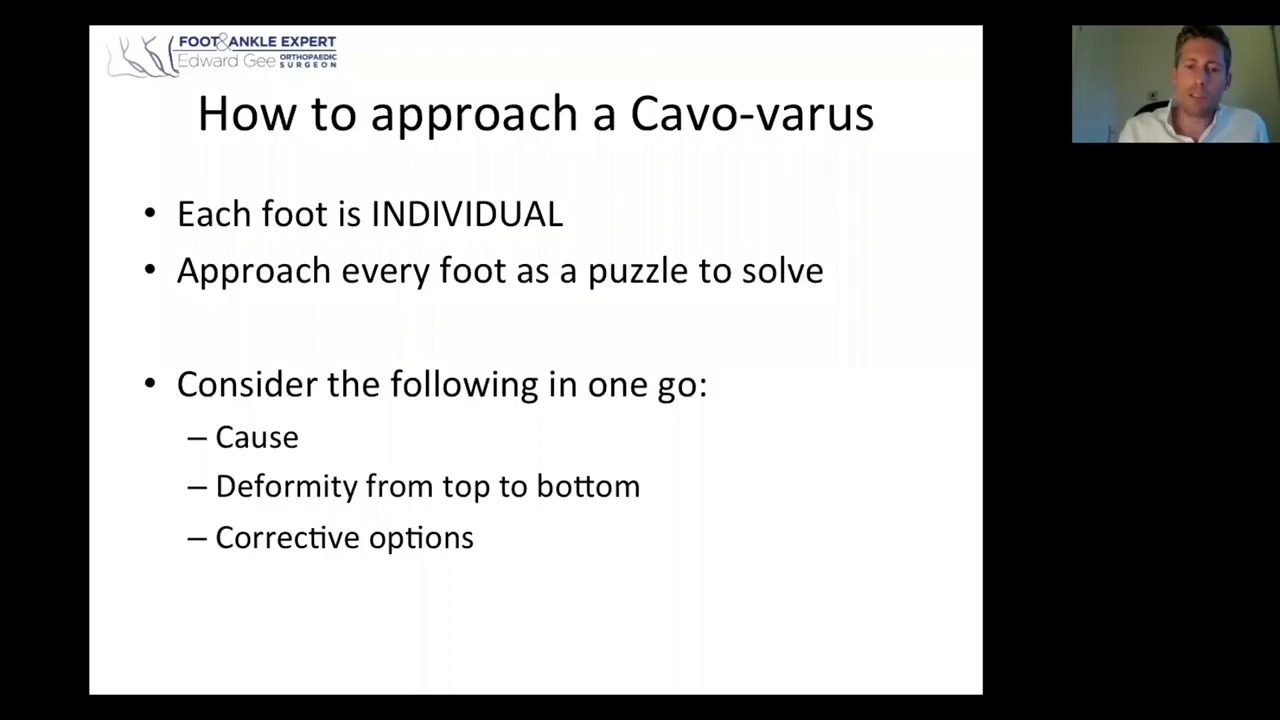 FOOT&ANKLE EXPERT
Edward Gee ORTHOPAEDIC SURGEON
How to approach a Cavo-varus
• Each foot is INDIVIDUAL
• Approach every foot as a puzzle to solve
• Consider the following in one go:
– Cause
– Deformity from top to bottom
– Corrective options